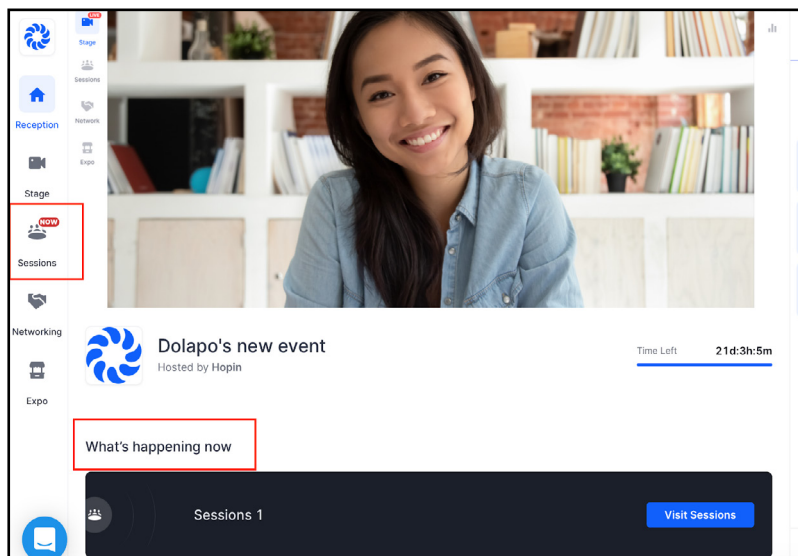 LIVE
Stage
Sessions
Network
Expo
Reception
Stage
NOW
Sessions
Networking
Expo
Dolapo's new event
Hosted by Hopin
Time Left 21d:3h:5m
What's happening now
Sessions 1
Visit Sessions